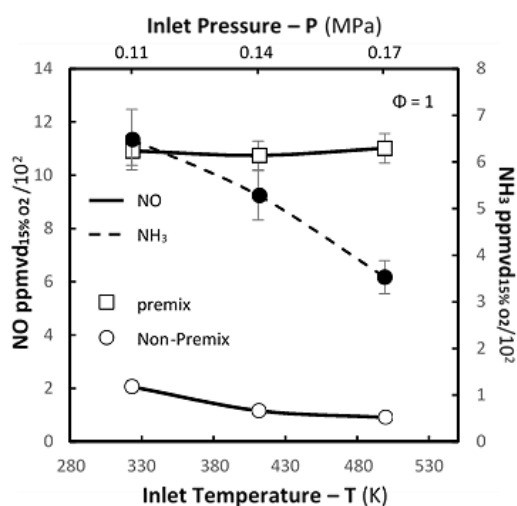 Inlet Pressure – P (MPa)
0.11 0.14 0.17
14
12
10
8
6
4
2
0
NO ppmvd15% O2 /10²
Φ = 1
NO
NH₃
premix
Non-Premix
8
7
6
5
4
3
2
1
0
NH₃ ppmvd15% O2/10²
280 330 380 430 480 530
Inlet Temperature – T (K)